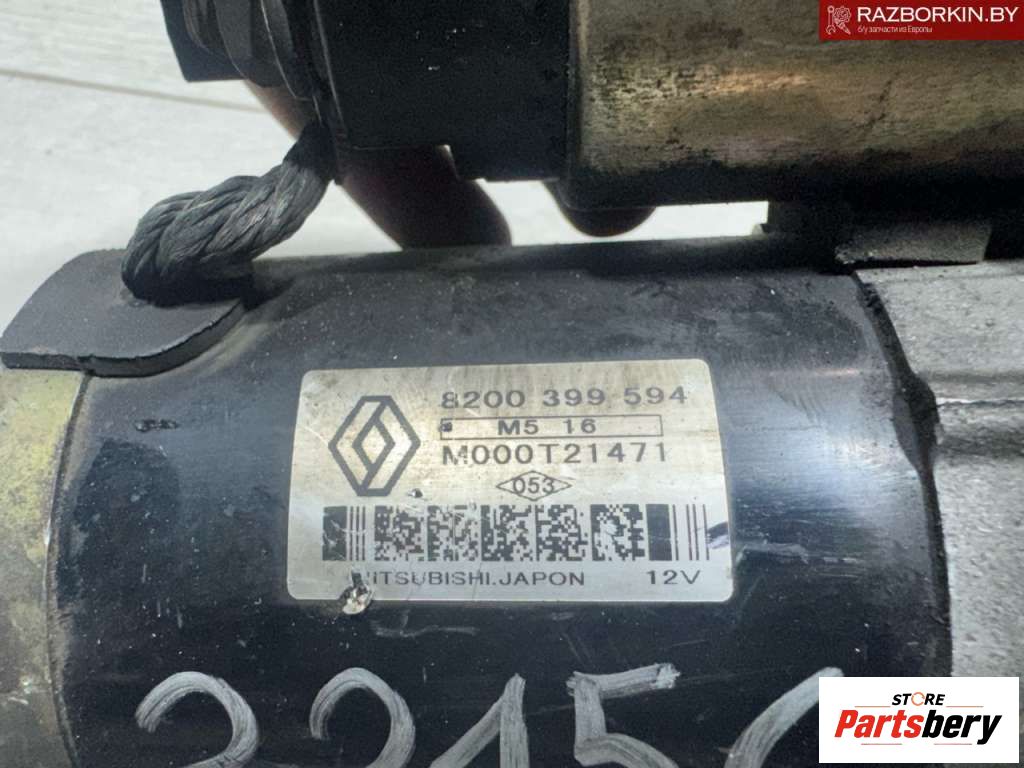 RAZBORKIN.BY
б/у запчасти из Европы
8200 399 594
M5 16
M000T21471
053
MITSUBISHI.JAPON 12V
STORE
Partsbery